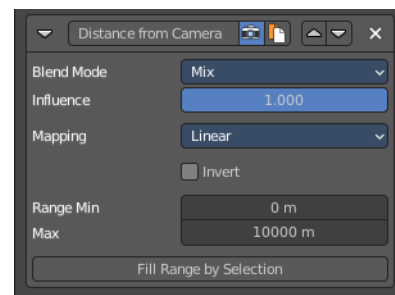 Distance from Camera
Blend Mode Mix
Influence 1.000
Mapping Linear
Invert
Range Min 0 m
Max 10000 m
Fill Range by Selection